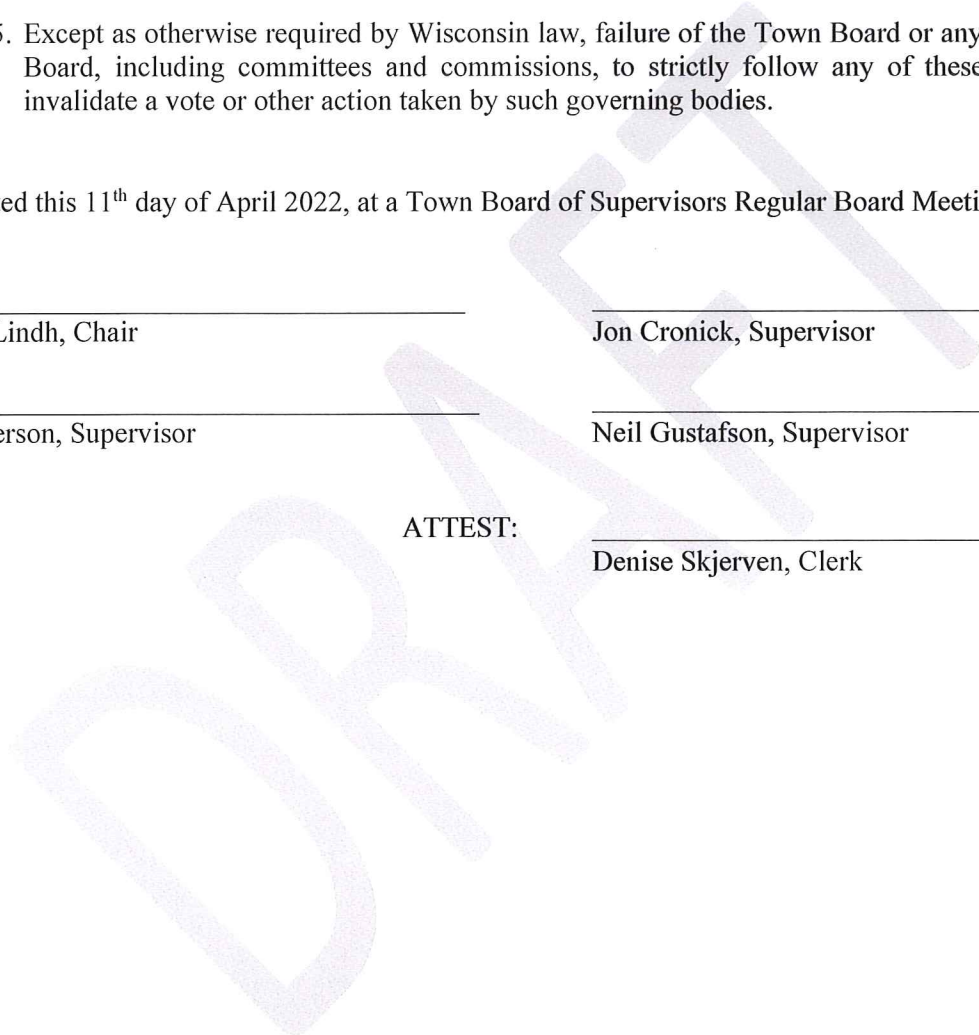 5. Except as otherwise required by Wisconsin law, failure of the Town Board or any
Board, including committees and commissions, to strictly follow any of these
invalidate a vote or other action taken by such governing bodies.
ed this 11th day of April 2022, at a Town Board of Supervisors Regular Board Meeti
Lindh, Chair
Jon Cronick, Supervisor
erson, Supervisor
Neil Gustafson, Supervisor
ATTEST:
Denise Skjerven, Clerk
DRAFT